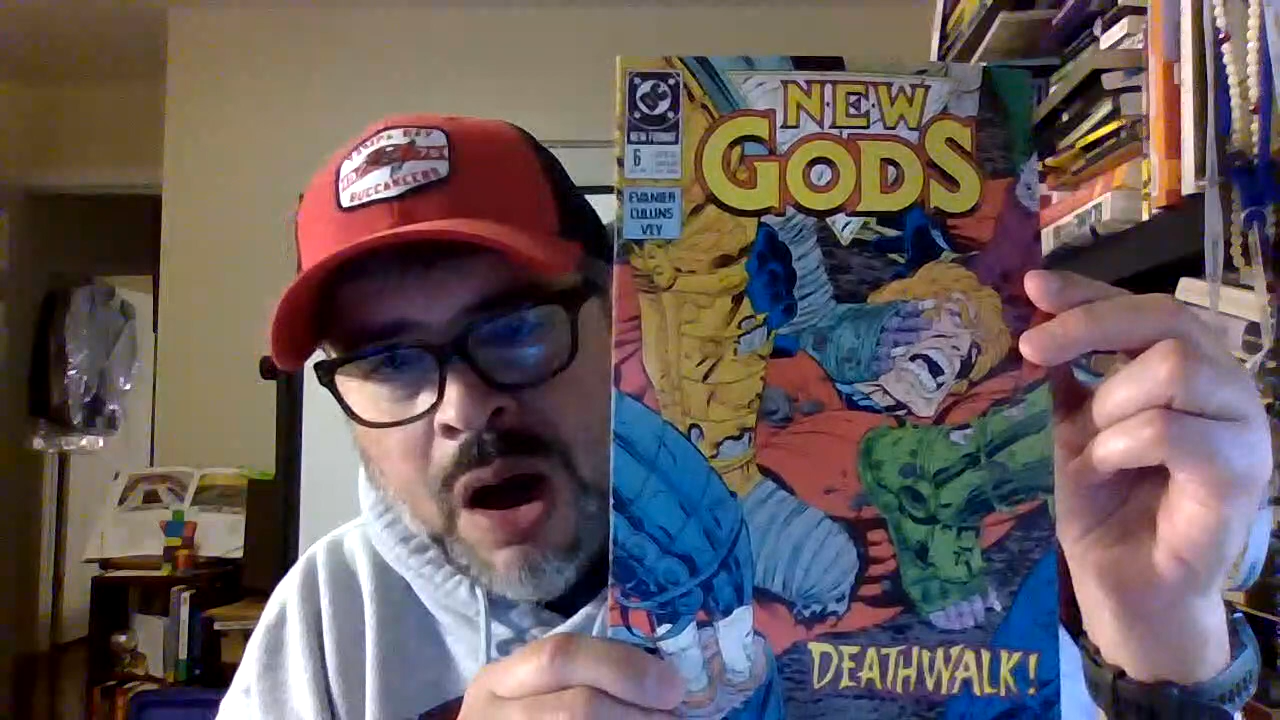 TAMPA BAY
BUCCANEERS
DC
6
EVANIER
CULLINS
VEY
NEW
GODS
DEATHWALK!